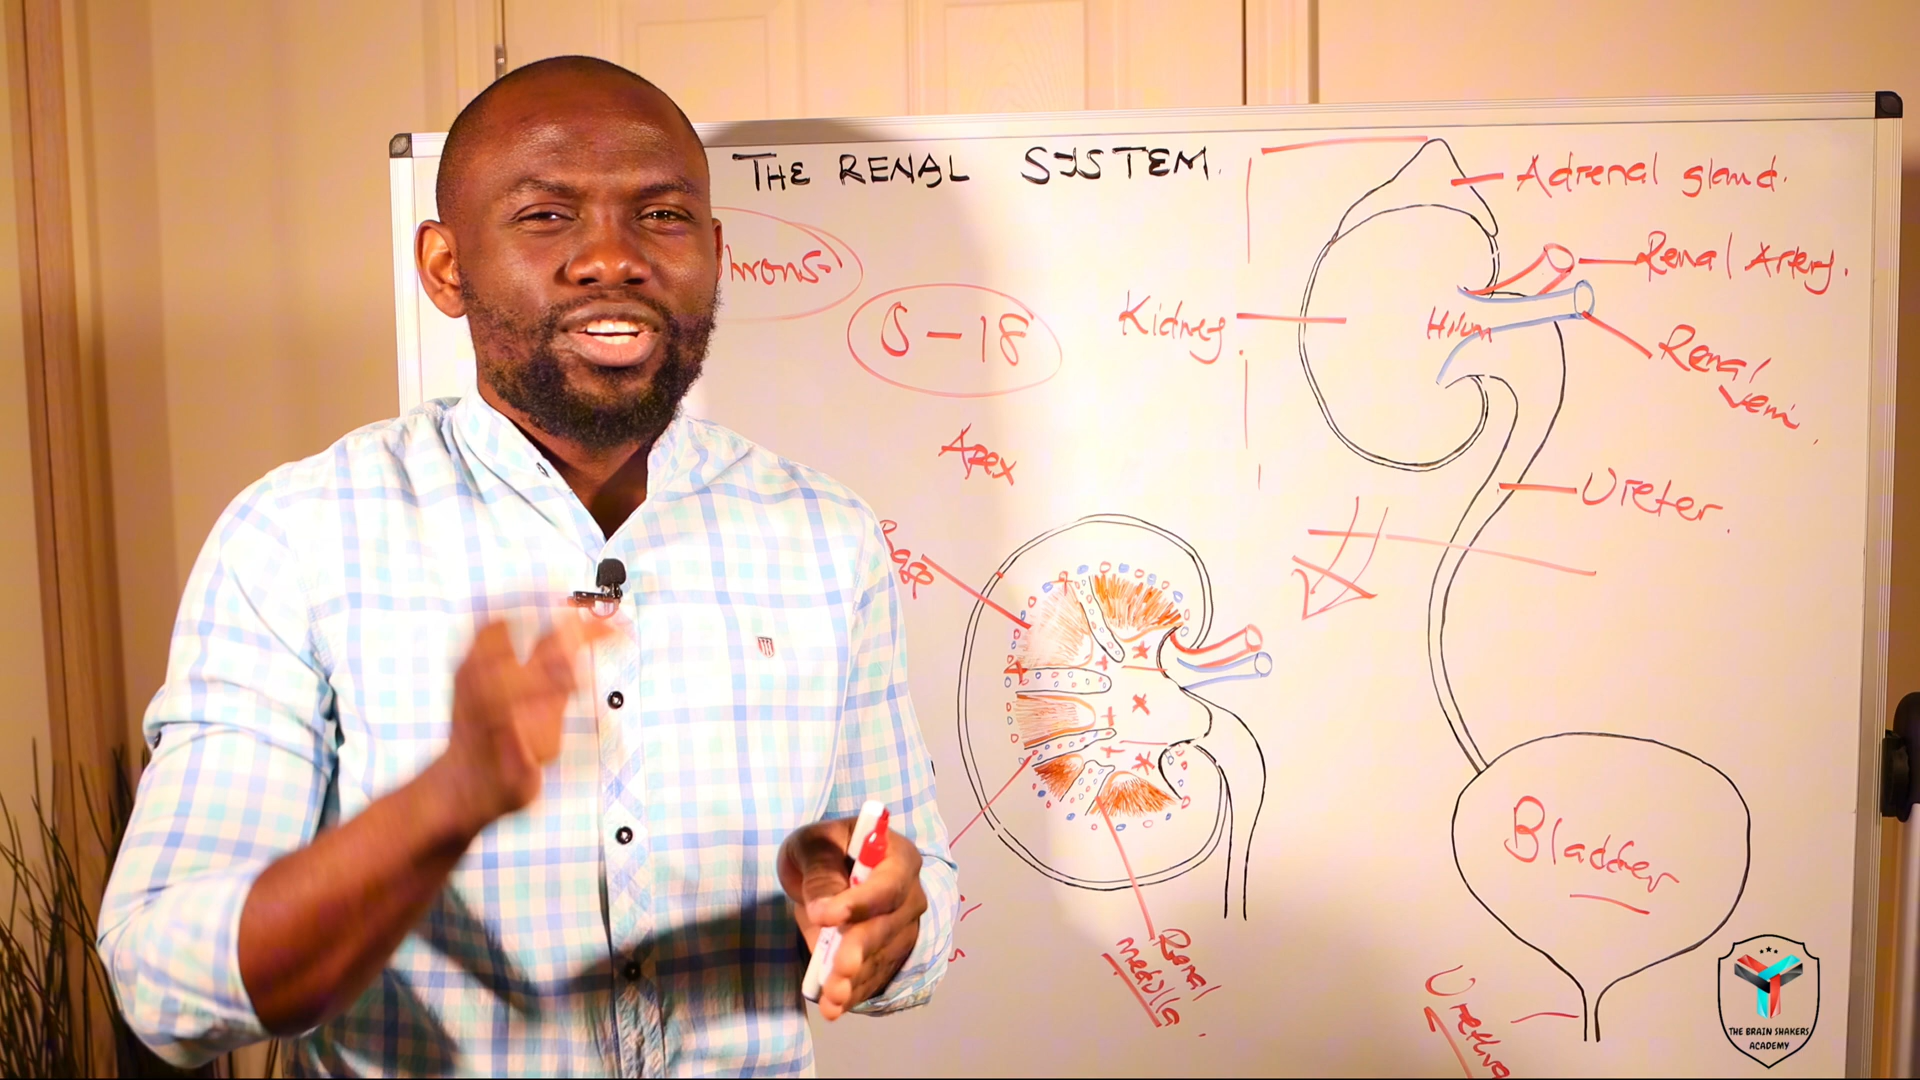 THE RENAL SYSTEM.
8-18
Apex
Kidney.
Adrenal gland.
Renal Artery.
Hilum
Renal
Vein
Ureter.
Renal
medulla.
Bladder
Urethra
THE BRAIN SHAKERS
ACADEMY